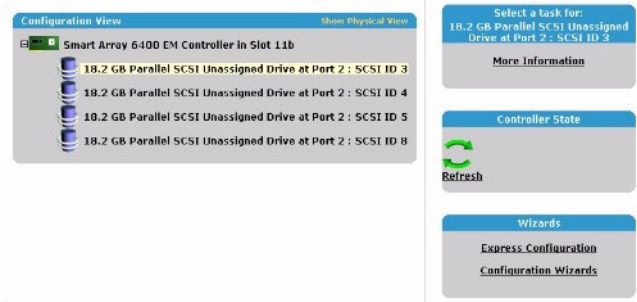 Configuration View
Show Physical View
Smart Array 6400 EM Controller in Slot 11b
18.2 GB Parallel SCSI Unassigned Drive at Port 2 : SCSI ID 3
18.2 GB Parallel SCSI Unassigned Drive at Port 2 : SCSI ID 4
18.2 GB Parallel SCSI Unassigned Drive at Port 2 : SCSI ID 5
18.2 GB Parallel SCSI Unassigned Drive at Port 2 : SCSI ID 8
Select a task for:
18.2 GB Parallel SCSI Unassigned
Drive at Port 2 : SCSI ID 3
More Information
Controller State
Refresh
Wizards
Express Configuration
Configuration Wizards